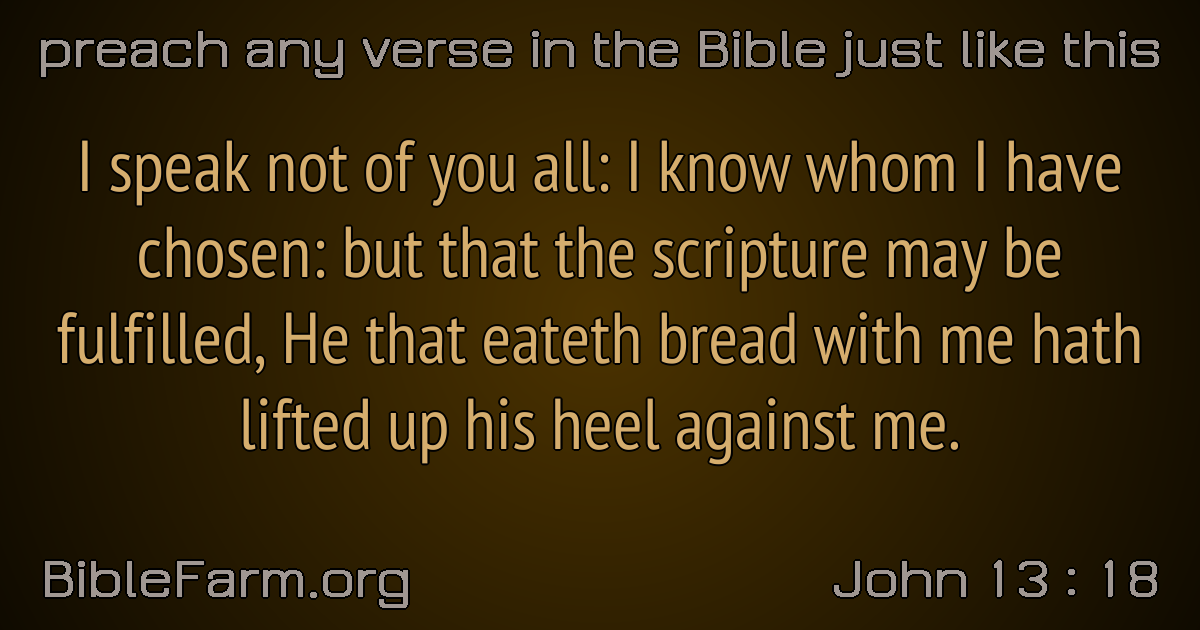 preach any verse in the Bible just like this
I speak not of you all: I know whom I have
chosen: but that the scripture may be
fulfilled, He that eateth bread with me hath
lifted up his heel against me.
BibleFarm.org
John 13 : 18